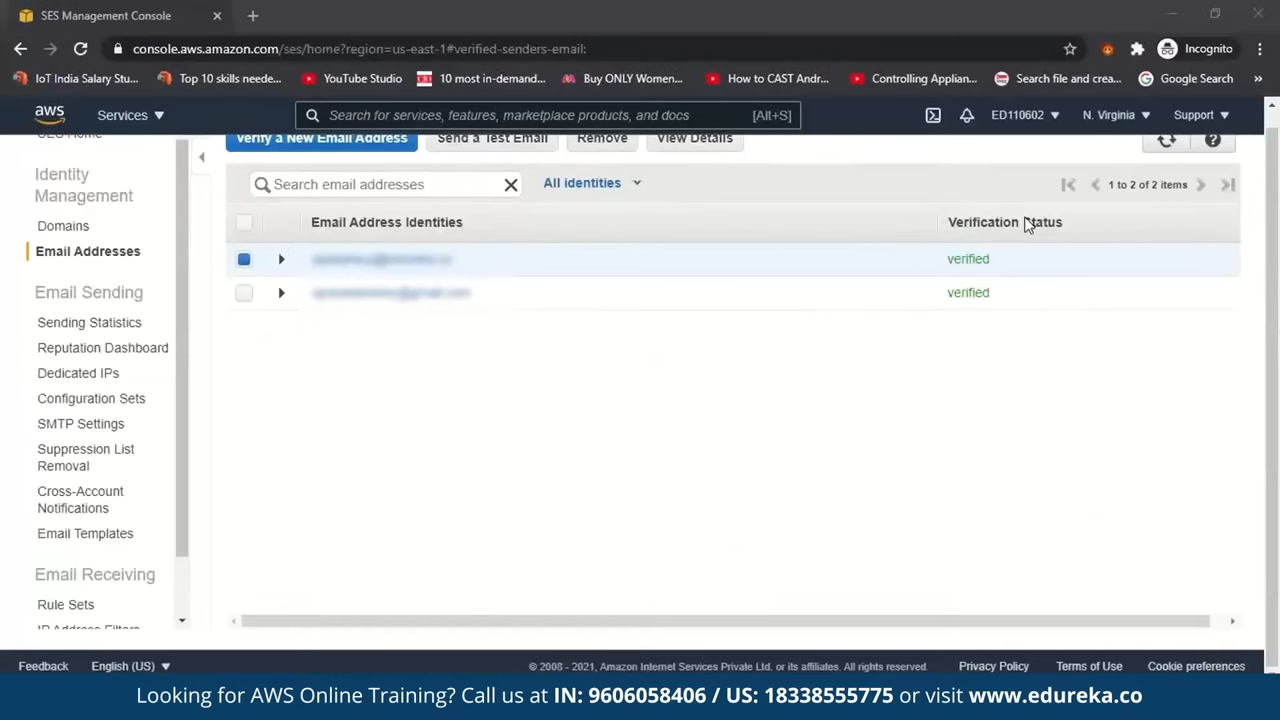 SES Management Console
console.aws.amazon.com/ses/home?region=us-east-1#verified-senders-email:
Incognito
IoT India Salary Stu...
Top 10 skills neede...
YouTube Studio
10 most in-demand...
Buy ONLY Women...
How to CAST Andr...
Controlling Applian...
Search file and crea...
Google Search
aws
Services
Search for services, features, marketplace products, and docs
[Alt+S]
ED110602
N. Virginia
Support
SES Home
Identity
Management
Domains
Email Addresses
Email Sending
Sending Statistics
Reputation Dashboard
Dedicated IPs
Configuration Sets
SMTP Settings
Suppression List
Removal
Cross-Account
Notifications
Email Templates
Email Receiving
Rule Sets
IP Address Filters
Verify a New Email Address
Send a Test Email
Remove
View Details
Search email addresses
All identities
1 to 2 of 2 items
Email Address Identities
Verification Status
verified
verified
Feedback
English (US)
© 2008 - 2021, Amazon Internet Services Private Ltd. or its affiliates. All rights reserved.
Privacy Policy
Terms of Use
Cookie preferences
Looking for AWS Online Training? Call us at IN: 9606058406 / US: 18338555775 or visit www.edureka.co